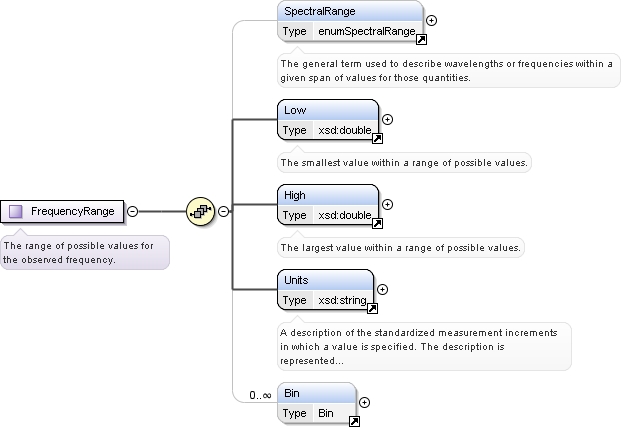 SpectralRange
Type enumSpectralRange
The general term used to describe wavelengths or frequencies within a
given span of values for those quantities.
Low
Type xsd:double
The smallest value within a range of possible values.
High
Type xsd:double
The largest value within a range of possible values.
FrequencyRange
The range of possible values for
the observed frequency.
Units
Type xsd:string
A description of the standardized measurement increments
in which a value is specified. The description is
represented...
0..∞
Bin
Type Bin